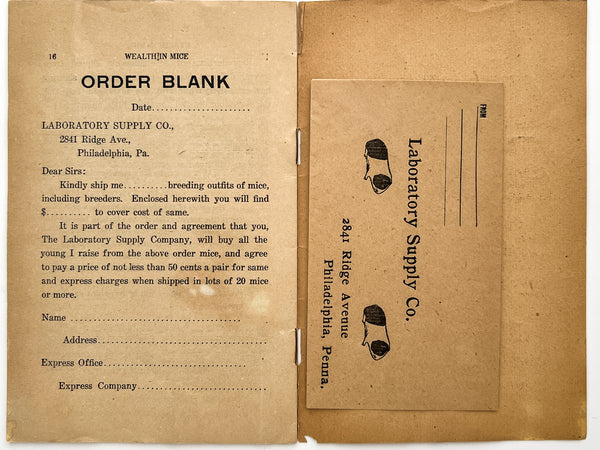 16 WEALTH IN MICE
ORDER BLANK
Date......................
LABORATORY SUPPLY CO.,
2841 Ridge Ave.,
Philadelphia, Pa.
Dear Sirs:
Kindly ship me..........breeding outfits of mice,
including breeders. Enclosed herewith you will find
$.......... to cover cost of same.
It is part of the order and agreement that you,
The Laboratory Supply Company, will buy all the
young I raise from the above order mice, and agree
to pay a price of not less than 50 cents a pair for same
and express charges when shipped in lots of 20 mice
or more.
Name ......................................
Address.......................................
Express Office................................
Express Company..............................
FROM
Laboratory Supply Co.
2841 Ridge Avenue
Philadelphia, Penna.